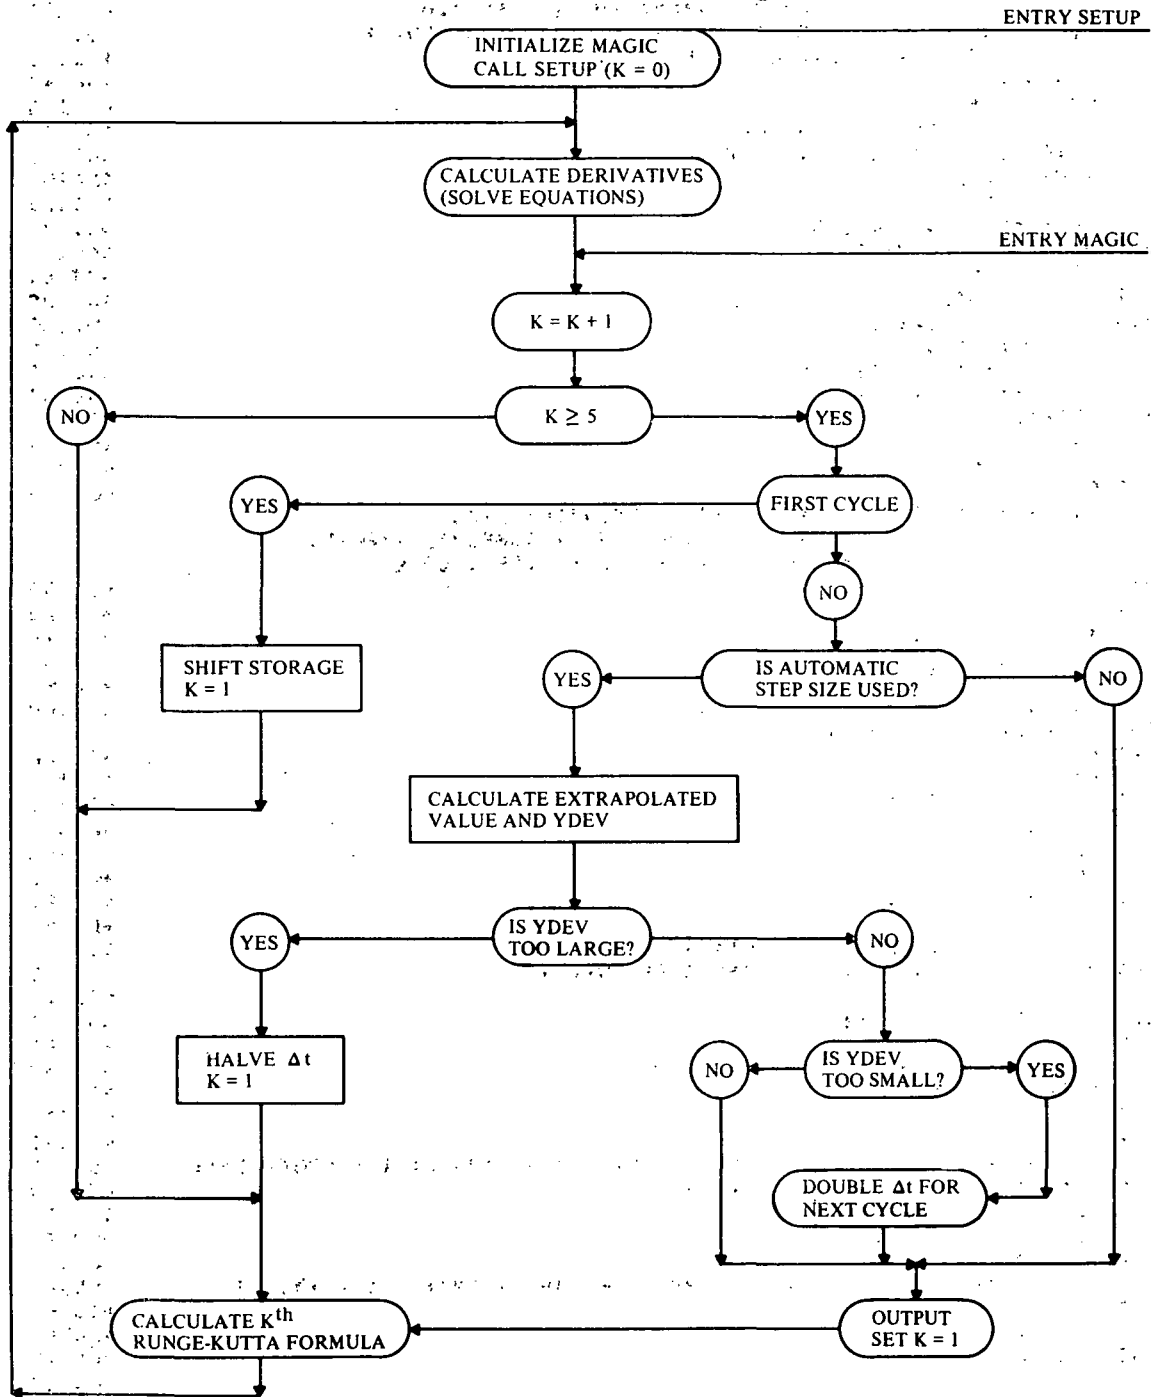 ENTRY SETUP
INITIALIZE MAGIC
CALL SETUP (K = 0)
CALCULATE DERIVATIVES
(SOLVE EQUATIONS)
ENTRY MAGIC
K = K + 1
NO
K ≥ 5
YES
YES
FIRST CYCLE
NO
SHIFT STORAGE
K = 1
YES
IS AUTOMATIC
STEP SIZE USED?
NO
CALCULATE EXTRAPOLATED
VALUE AND YDEV
YES
IS YDEV
TOO LARGE?
NO
HALVE Δt
K = 1
NO
IS YDEV
TOO SMALL?
YES
DOUBLE Δt FOR
NEXT CYCLE
CALCULATE Kth
RUNGE-KUTTA FORMULA
OUTPUT
SET K = 1